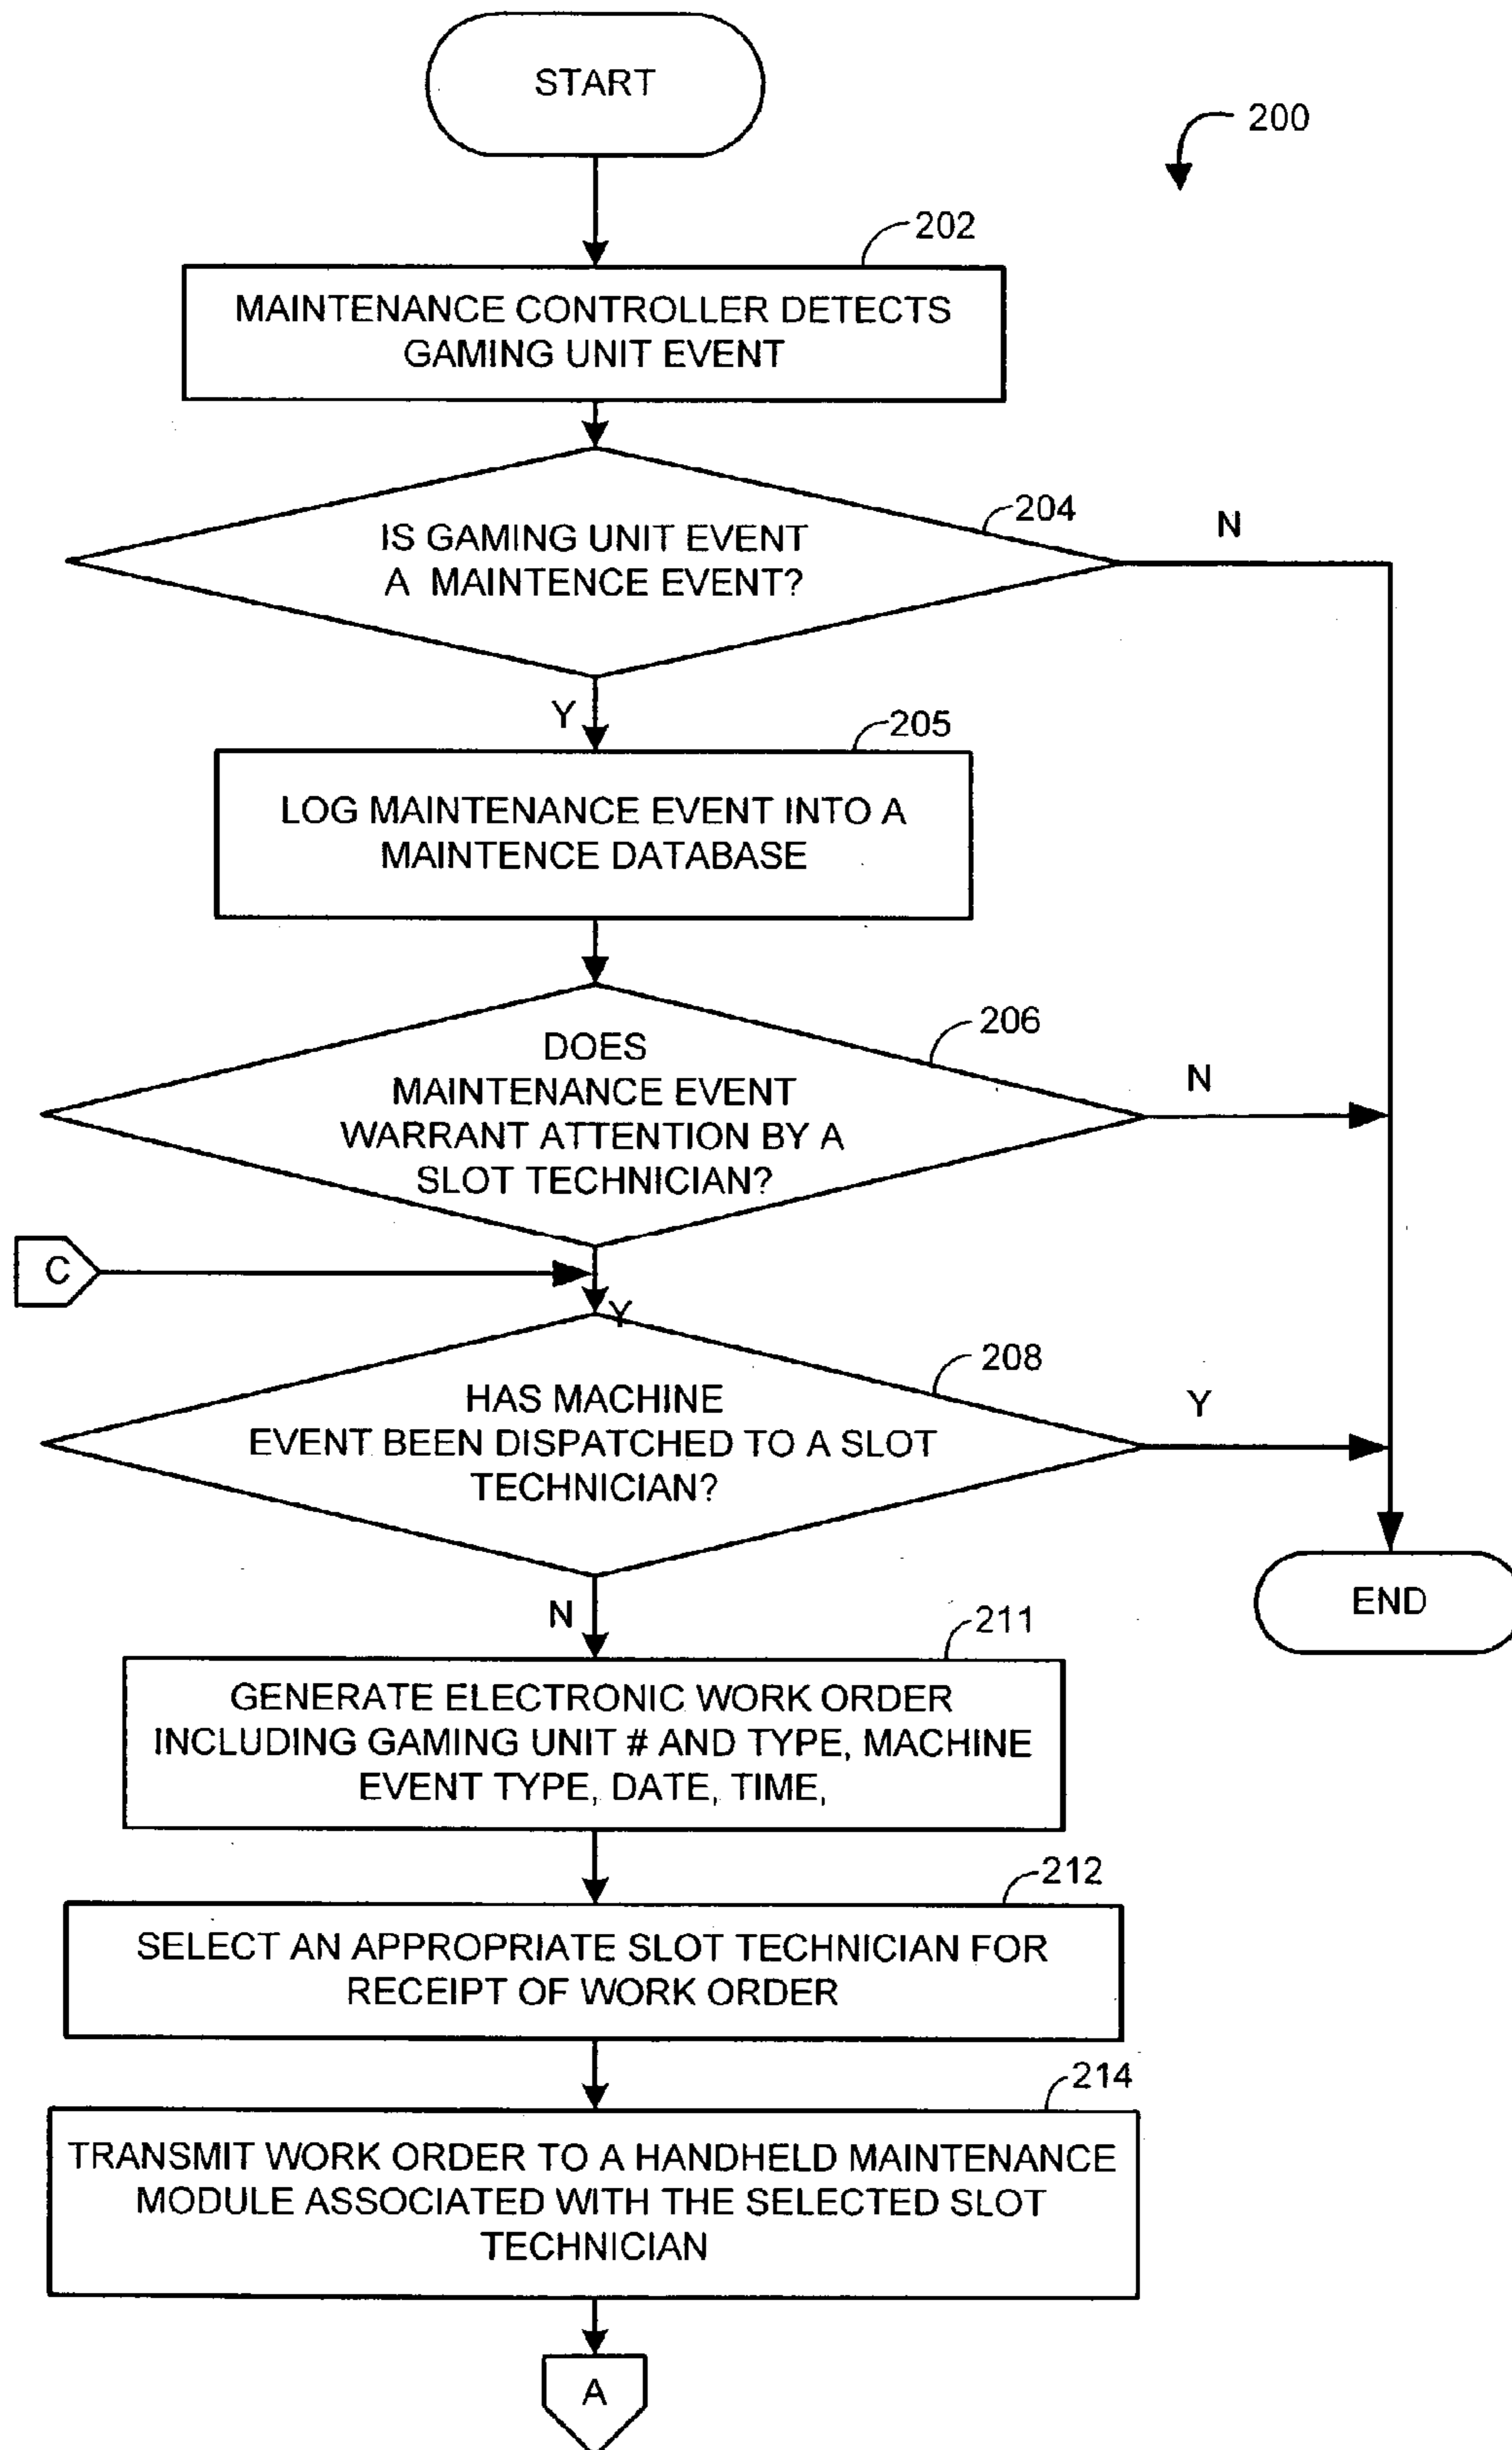 START
200
202
MAINTENANCE CONTROLLER DETECTS
GAMING UNIT EVENT
204
N
IS GAMING UNIT EVENT
A MAINTENCE EVENT?
Y
205
LOG MAINTENANCE EVENT INTO A
MAINTENCE DATABASE
206
N
DOES
MAINTENANCE EVENT
WARRANT ATTENTION BY A
SLOT TECHNICIAN?
C
Y
208
Y
HAS MACHINE
EVENT BEEN DISPATCHED TO A SLOT
TECHNICIAN?
END
N
211
GENERATE ELECTRONIC WORK ORDER
INCLUDING GAMING UNIT # AND TYPE, MACHINE
EVENT TYPE, DATE, TIME,
212
SELECT AN APPROPRIATE SLOT TECHNICIAN FOR
RECEIPT OF WORK ORDER
214
TRANSMIT WORK ORDER TO A HANDHELD MAINTENANCE
MODULE ASSOCIATED WITH THE SELECTED SLOT
TECHNICIAN
A